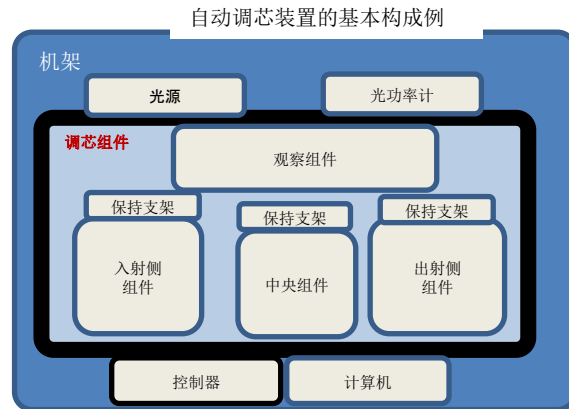 自动调芯装置的基本构成例
机架
光源
光功率计
调芯组件
观察组件
保持支架
保持支架
保持支架
入射侧
组件
中央组件
出射侧
组件
控制器
计算机